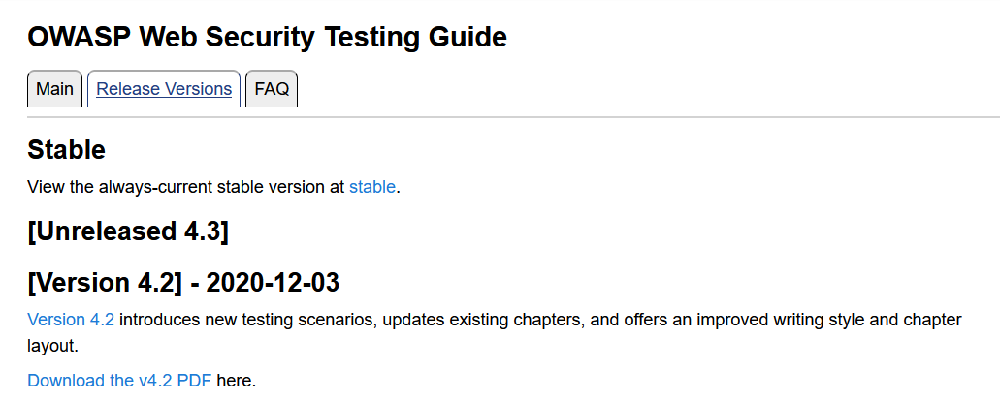 OWASP Web Security Testing Guide
Main Release Versions FAQ
Stable
View the always-current stable version at stable.
[Unreleased 4.3]
[Version 4.2] - 2020-12-03
Version 4.2 introduces new testing scenarios, updates existing chapters, and offers an improved writing style and chapter
layout.
Download the v4.2 PDF here.